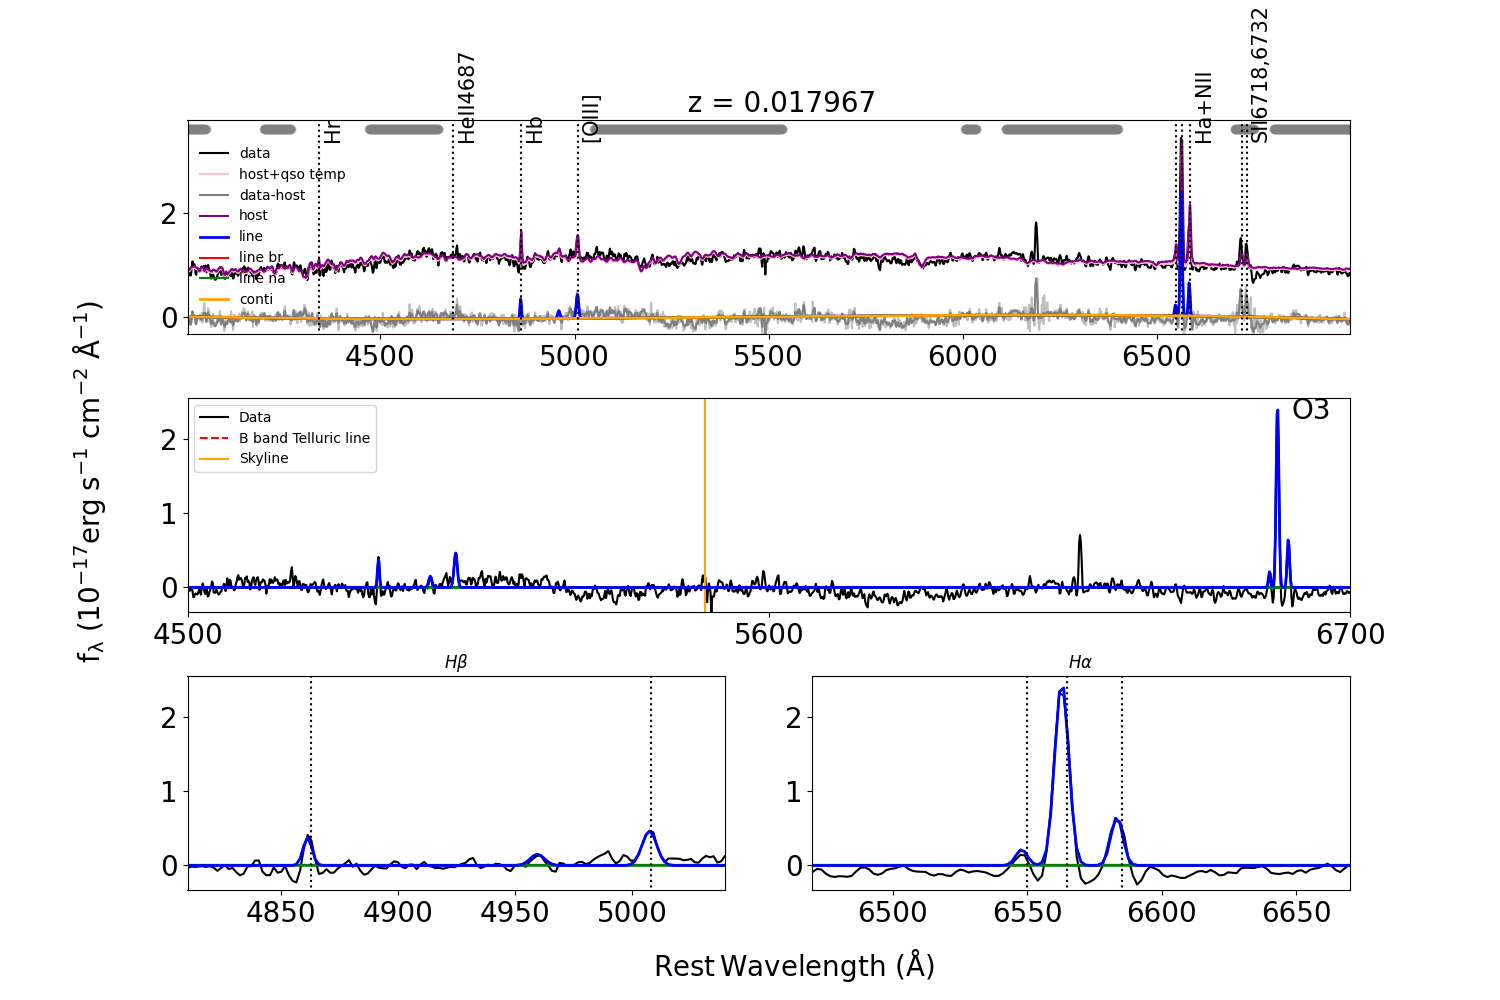 z = 0.017967
Hr
HeII4687
Hb
[OIII]
Ha+NII
SII6718,6732
data
host+qso temp
data-host
host
line
line br
line na
conti
2
0
4500
5000
5500
6000
6500
Data
B band Telluric line
Skyline
O3
2
1
0
4500
5600
6700
fλ (10⁻¹⁷erg s⁻¹ cm⁻² Å⁻¹)
Hβ
2
1
0
4850
4900
4950
5000
Hα
2
1
0
6500
6550
6600
6650
Rest Wavelength (Å)